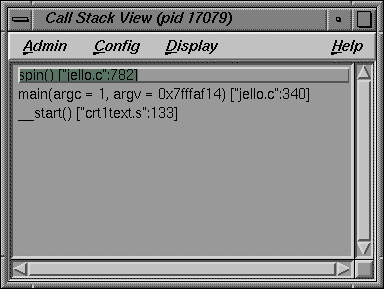 Call Stack View (pid 17079)
Admin Config Display Help
spin() ["jello.c":782]
main(argc = 1, argv = 0x7fffaf14) ["jello.c":340]
__start() ["crt1text.s":133]